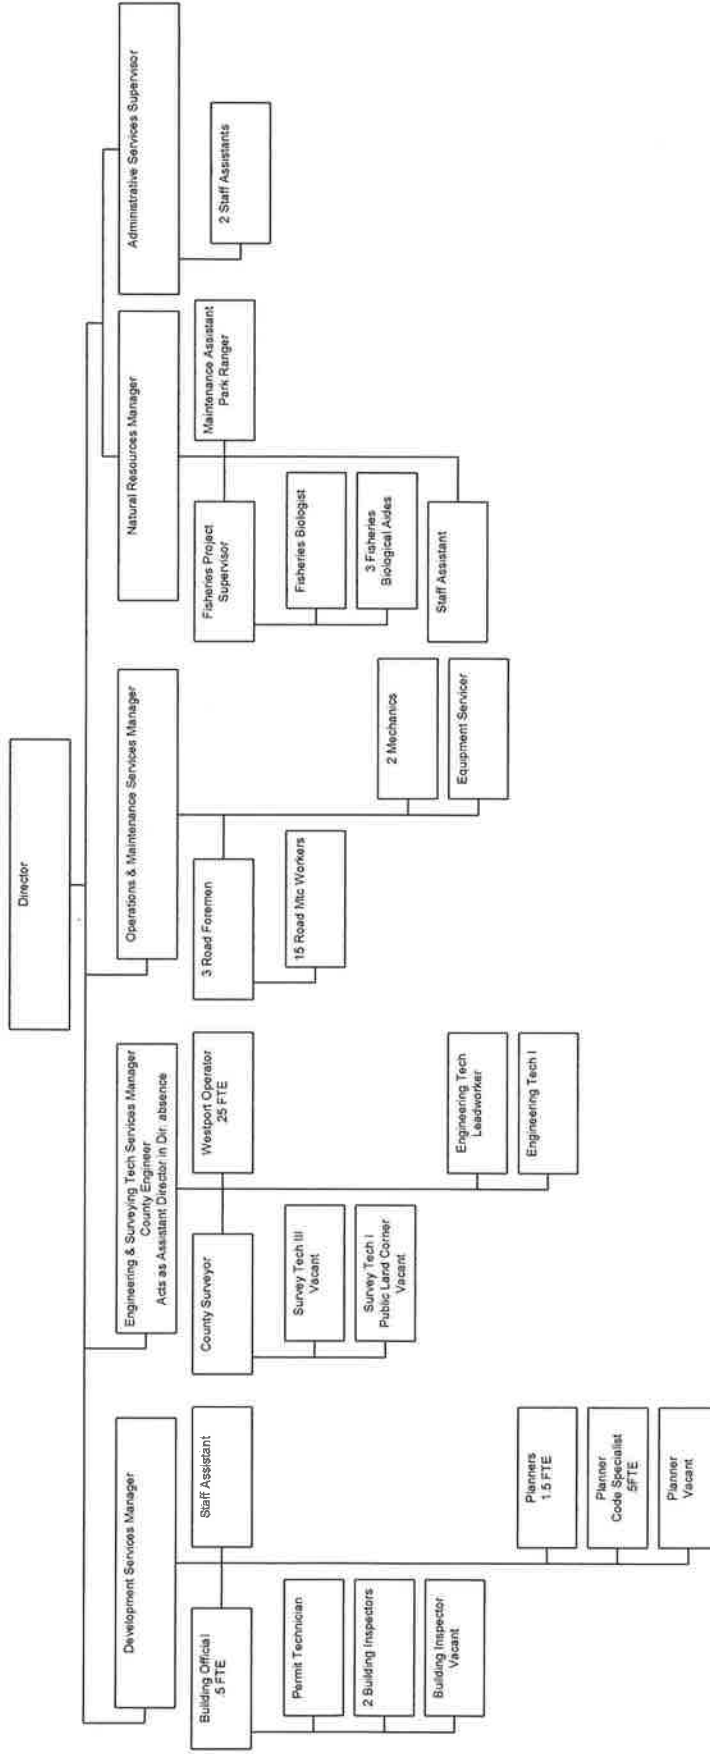 Director
Development Services Manager
Building Official
.5 FTE
Staff Assistant
Permit Technician
2 Building Inspectors
Building Inspector
Vacant
Planners
1.5 FTE
Planner
Code Specialist
.5FTE
Planner
Vacant
Engineering & Surveying Tech Services Manager
County Engineer
Acts as Assistant Director in Dir. absence
County Surveyor
Westport Operator
.25 FTE
Survey Tech III
Vacant
Survey Tech I
Public Land Corner
Vacant
Engineering Tech
Leadworker
Engineering Tech I
Operations & Maintenance Services Manager
3 Road Foremen
15 Road Mtc Workers
2 Mechanics
Equipment Servicer
Natural Resources Manager
Fisheries Project
Supervisor
Maintenance Assistant
Park Ranger
Fisheries Biologist
3 Fisheries
Biological Aides
Staff Assistant
Administrative Services Supervisor
2 Staff Assistants